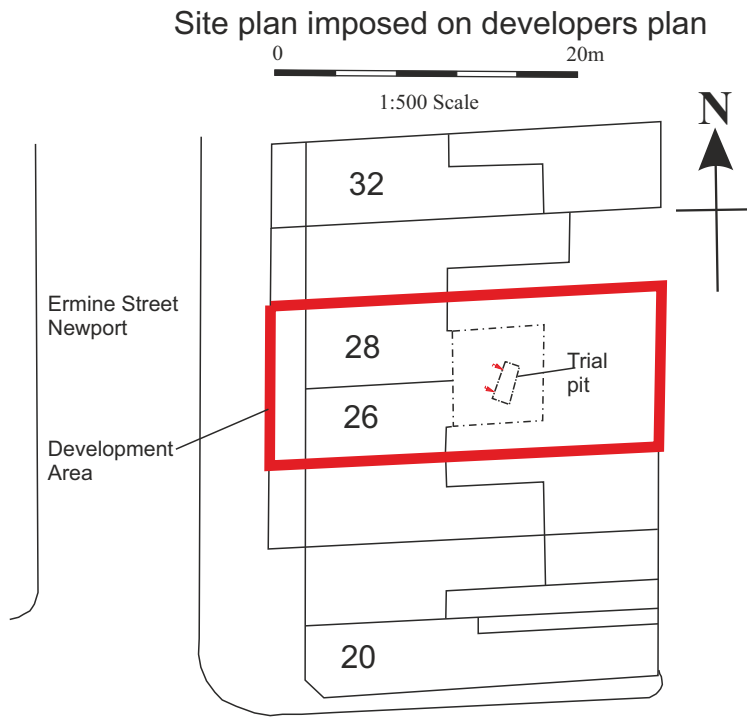 Site plan imposed on developers plan
0 20m
1:500 Scale
N
32
Ermine Street
Newport
28
Trial
pit
26
Development
Area
20